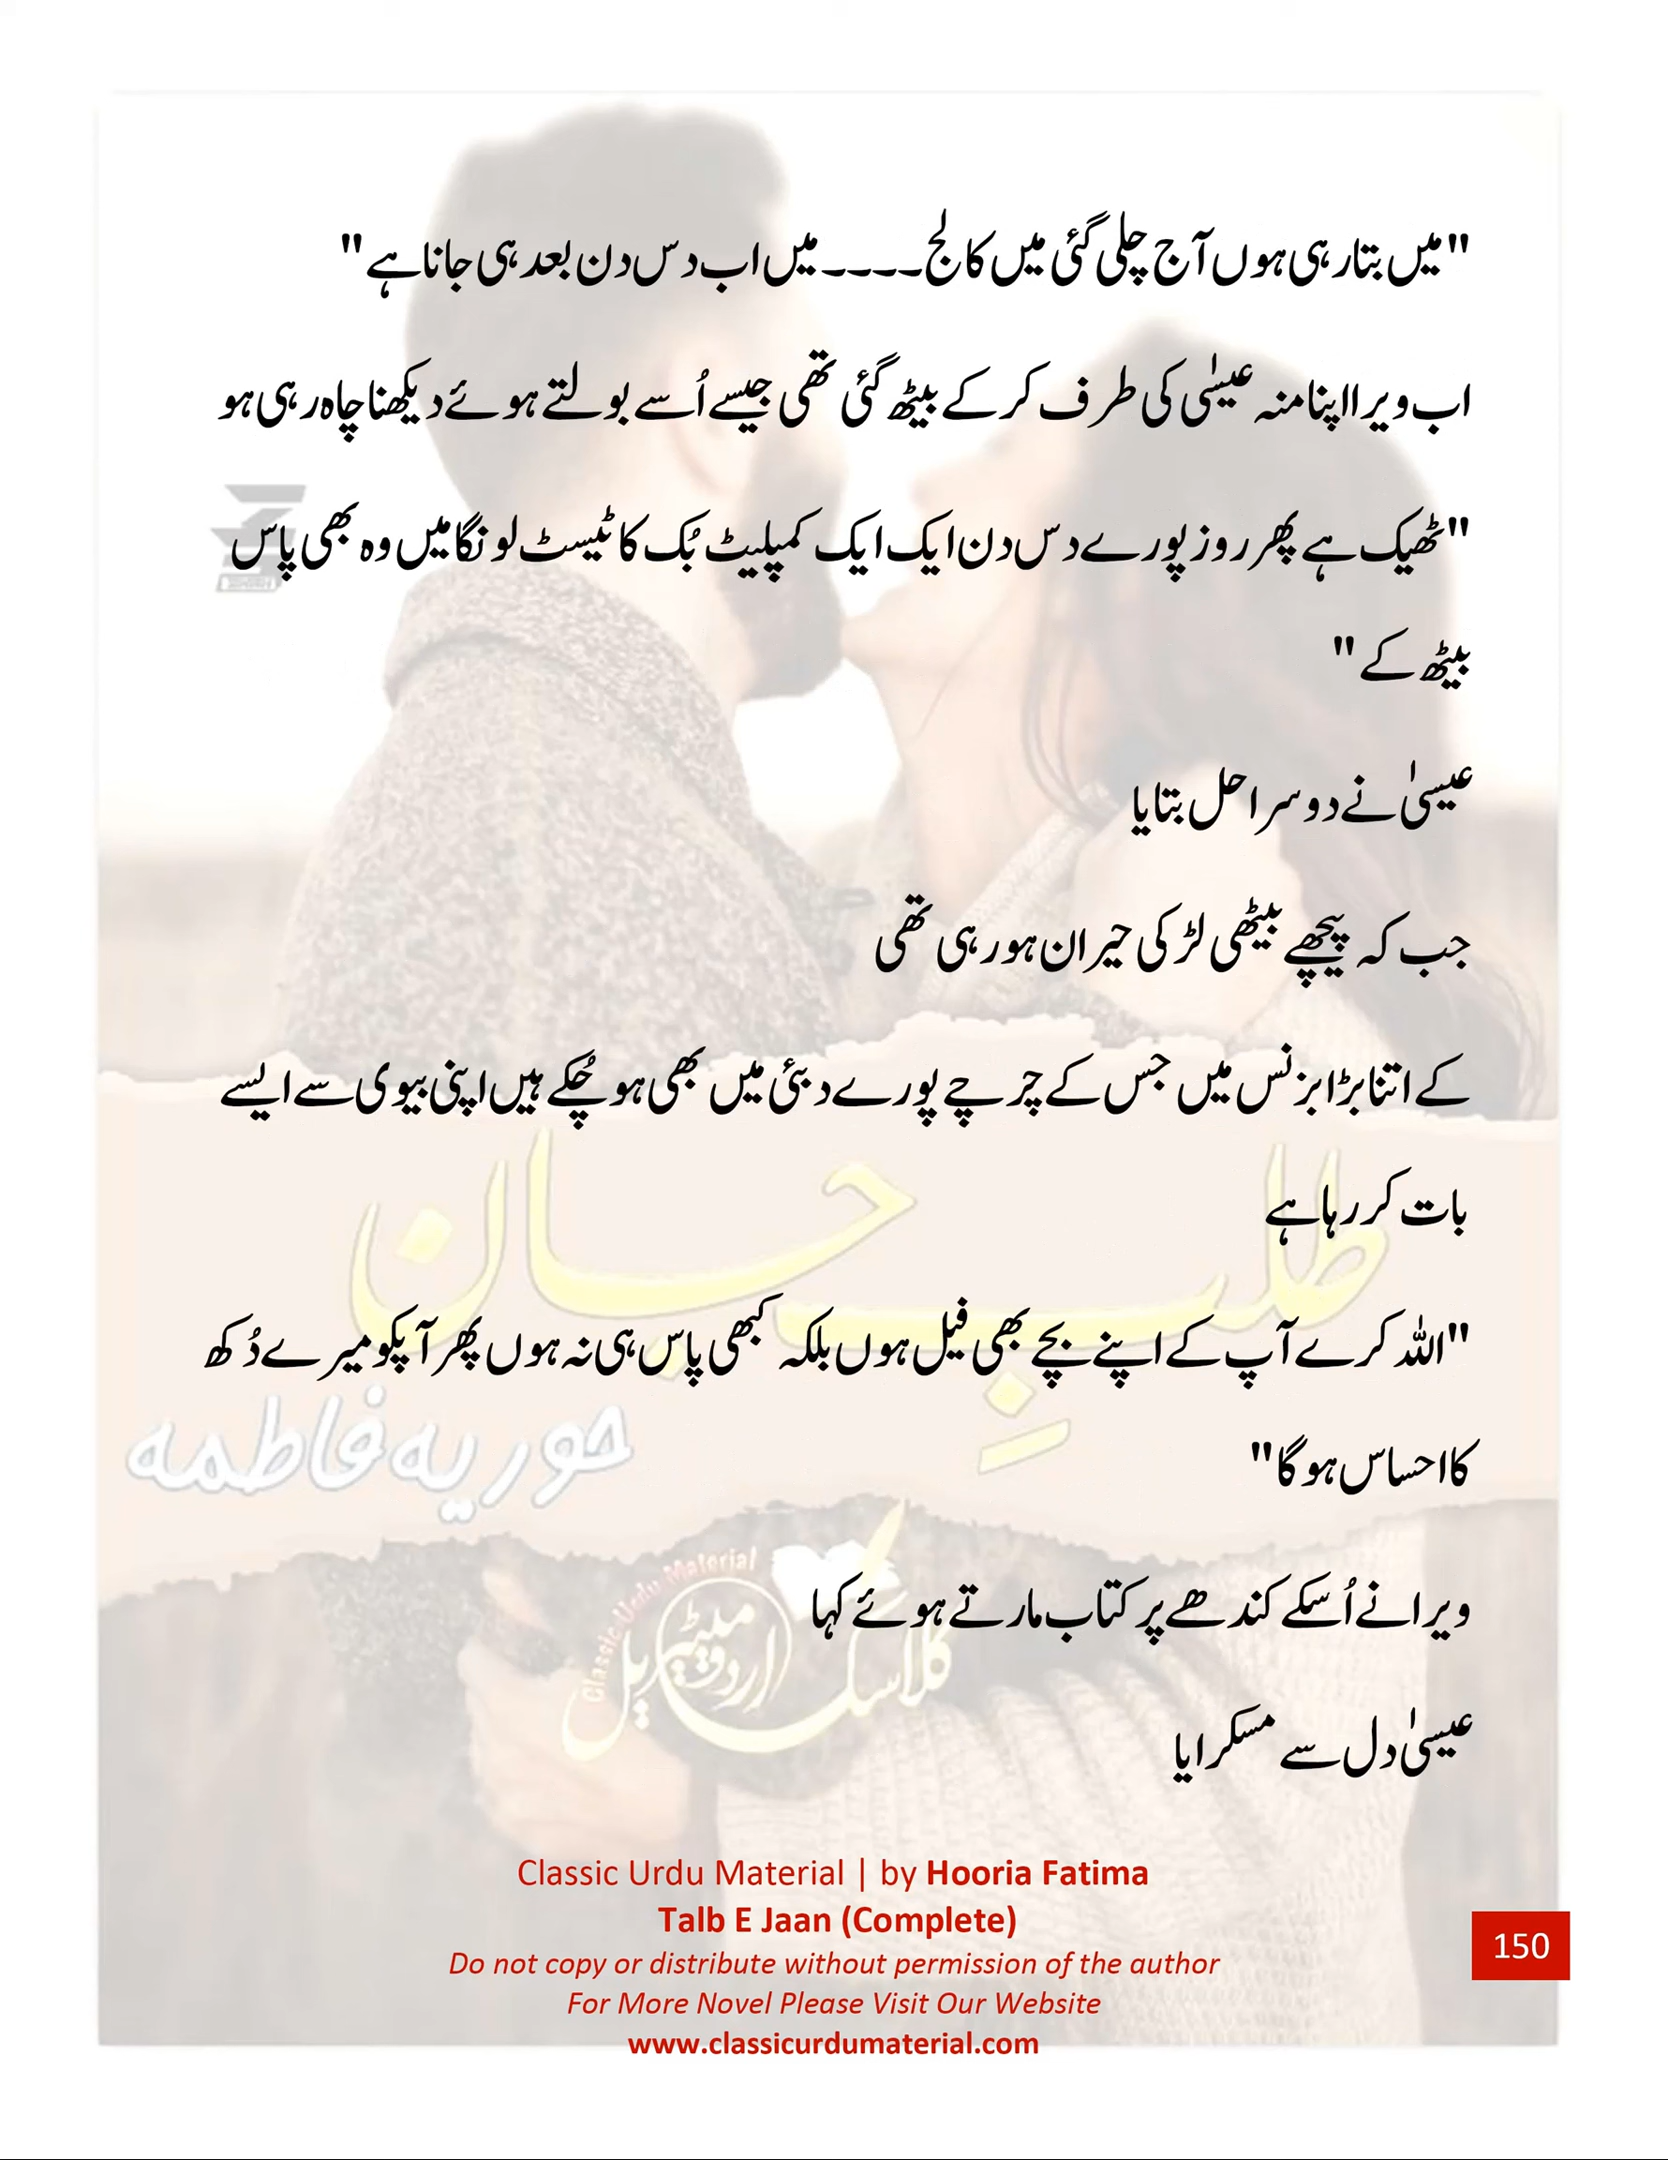 "میں بتا رہی ہوں آج چلی گئی میں کالج۔۔۔۔ میں اب دس دن بعد ہی جانا ہے"
اب ویرا اپنا منہ عیسٰی کی طرف کر کے بیٹھ گئی تھی جیسے اُسے بولتے ہوئے دیکھنا چاہ رہی ہو
"ٹھیک ہے پھر روز پورے دس دن ایک ایک کمپلیٹ بُک کا ٹیسٹ لونگا میں وہ بھی پاس
بیٹھ کے"
عیسیٰ نے دوسرا حل بتایا
جب کہ پیچھے بیٹھی لڑکی حیران ہو رہی تھی
کے اتنا بڑا بزنس میں جس کے چرچے پورے دبئی میں بھی ہو چُکے ہیں اپنی بیوی سے ایسے
بات کر رہا ہے
طلبِ جان
"اللہ کرے آپ کے اپنے بچے بھی فیل ہوں بلکہ کبھی پاس ہی نہ ہوں پھر آپکو میرے دُکھ
حوریہ فاطمہ
کا احساس ہوگا"
Classic Urdu Material
کلاسک اردو میٹیریل
ویرا نے اُسکے کندھے پر کتاب مارتے ہوئے کہا
عیسیٰ دل سے مسکرایا
Classic Urdu Material | by Hooria Fatima
Talb E Jaan (Complete)
Do not copy or distribute without permission of the author
For More Novel Please Visit Our Website
www.classicurdumaterial.com
150